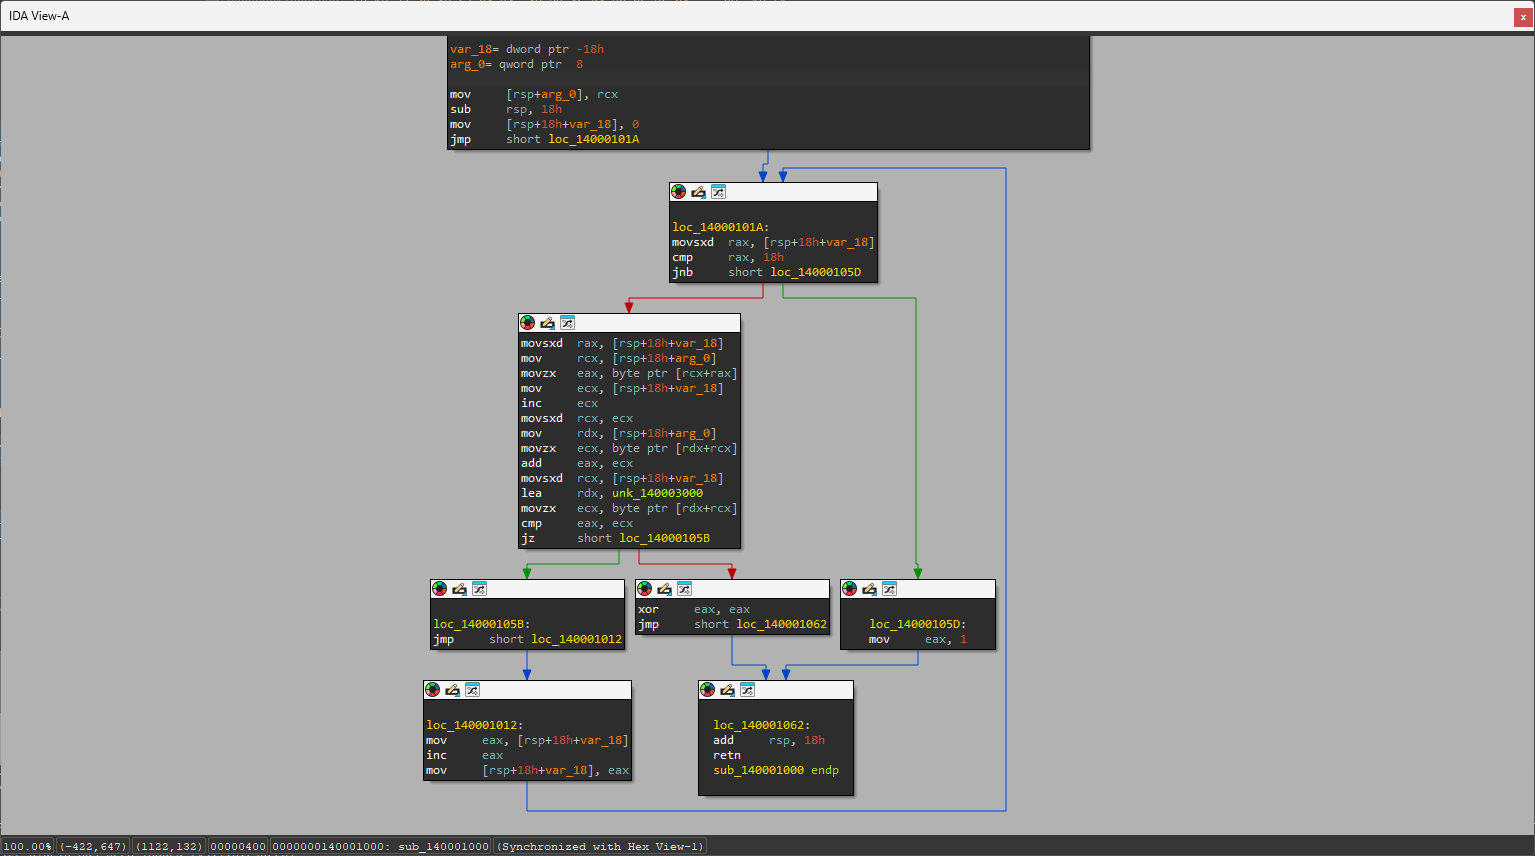 IDA View-A
x
var_18= dword ptr -18h
arg_0= qword ptr  8
mov     [rsp+arg_0], rcx
sub     rsp, 18h
mov     [rsp+18h+var_18], 0
jmp     short loc_14000101A
loc_14000101A:
movsxd  rax, [rsp+18h+var_18]
cmp     rax, 18h
jnb     short loc_14000105D
movsxd  rax, [rsp+18h+var_18]
mov     rcx, [rsp+18h+arg_0]
movzx   eax, byte ptr [rcx+rax]
mov     ecx, [rsp+18h+var_18]
inc     ecx
movsxd  rcx, ecx
mov     rdx, [rsp+18h+arg_0]
movzx   ecx, byte ptr [rdx+rcx]
add     eax, ecx
movsxd  rcx, [rsp+18h+var_18]
lea     rdx, unk_140003000
movzx   ecx, byte ptr [rdx+rcx]
cmp     eax, ecx
jz      short loc_14000105B
loc_14000105B:
jmp     short loc_140001012
xor     eax, eax
jmp     short loc_140001062
loc_14000105D:
mov     eax, 1
loc_140001012:
mov     eax, [rsp+18h+var_18]
inc     eax
mov     [rsp+18h+var_18], eax
loc_140001062:
add     rsp, 18h
retn
sub_140001000 endp
100.00% (-422,647) (1122,132) 00000400 0000000140001000: sub_140001000 (Synchronized with Hex View-1)